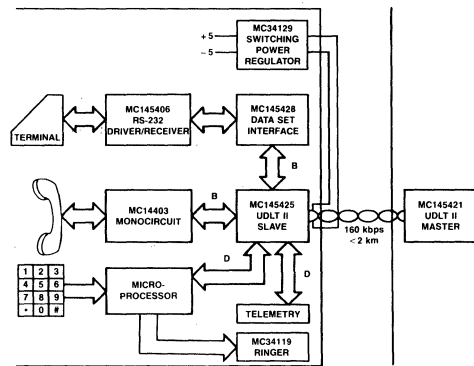 MC34129
SWITCHING
POWER
REGULATOR
+5
–5
TERMINAL
MC145406
RS-232
DRIVER/RECEIVER
MC145428
DATA SET
INTERFACE
B
MC14403
MONOCIRCUIT
B
MC145425
UDLT II
SLAVE
160 kbps
<2 km
MC145421
UDLT II
MASTER
D
D
1 2 3
4 5 6
7 8 9
* 0 #
MICRO-
PROCESSOR
TELEMETRY
MC34119
RINGER